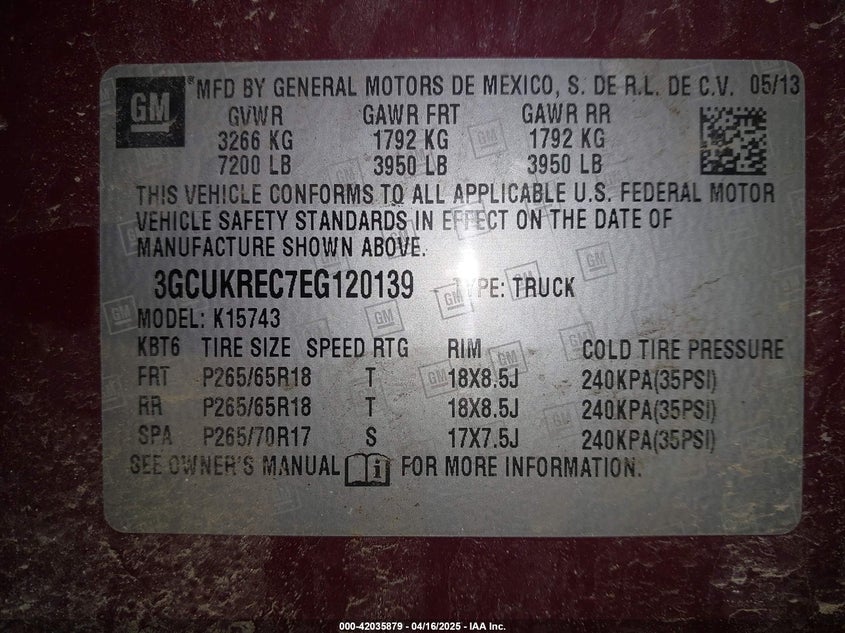 GM
® MFD BY GENERAL MOTORS DE MEXICO, S. DE R.L. DE C.V. 05/13
GVWR GAWR FRT GAWR RR
3266 KG 1792 KG 1792 KG
7200 LB 3950 LB 3950 LB
THIS VEHICLE CONFORMS TO ALL APPLICABLE U.S. FEDERAL MOTOR
VEHICLE SAFETY STANDARDS IN EFFECT ON THE DATE OF
MANUFACTURE SHOWN ABOVE.
3GCUKREC7EG120139 TYPE: TRUCK
MODEL: K15743
KBT6 TIRE SIZE SPEED RTG RIM COLD TIRE PRESSURE
FRT P265/65R18 T 18X8.5J 240KPA(35PSI)
RR P265/65R18 T 18X8.5J 240KPA(35PSI)
SPA P265/70R17 S 17X7.5J 240KPA(35PSI)
SEE OWNER'S MANUAL i FOR MORE INFORMATION.
000-42035879 - 04/16/2025 - IAA Inc.